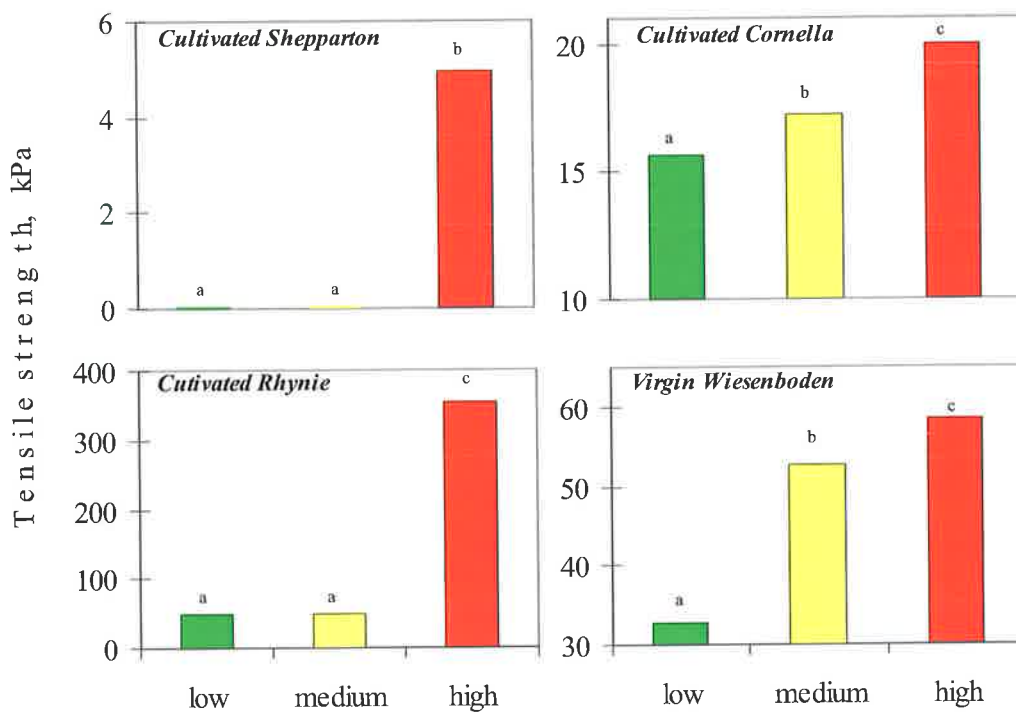 Tensile strength, kPa
Cultivated Shepparton
6
4
2
0
a
a
b
Cultivated Cornella
20
15
10
a
b
c
Cutivated Rhynie
400
300
200
100
0
a
a
c
low
medium
high
Virgin Wiesenboden
60
50
40
30
a
b
c
low
medium
high